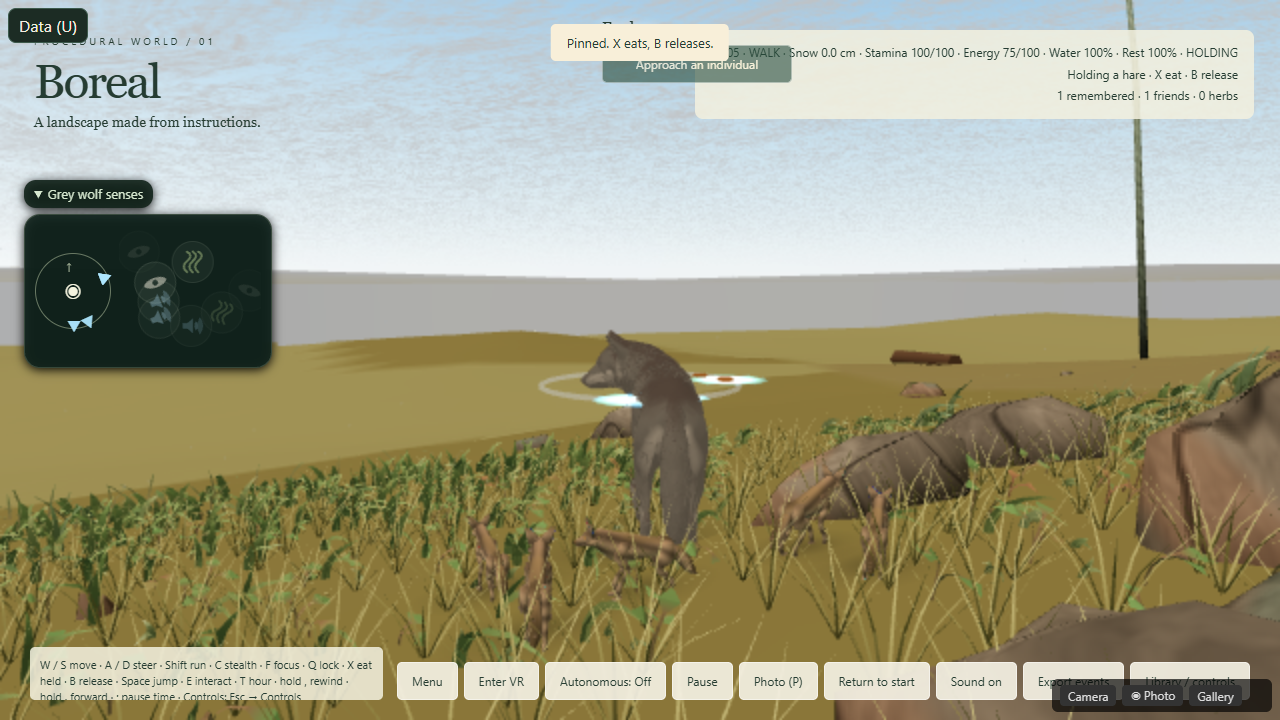 Data (U)
PROCEDURAL WORLD / 01
Boreal
A landscape made from instructions.
Pinned. X eats, B releases.
Approach an individual
05 · WALK · Snow 0.0 cm · Stamina 100/100 · Energy 75/100 · Water 100% · Rest 100% · HOLDING
Holding a hare · X eat · B release
1 remembered · 1 friends · 0 herbs
▼ Grey wolf senses
W / S move · A / D steer · Shift run · C stealth · F focus · Q lock · X eat
held · B release · Space jump · E interact · T hour · hold , rewind ·
hold . forward · ; pause time · Controls: Esc → Controls
Menu
Enter VR
Autonomous: Off
Pause
Photo (P)
Return to start
Sound on
Export events
Library / controls
Camera
◉ Photo
Gallery